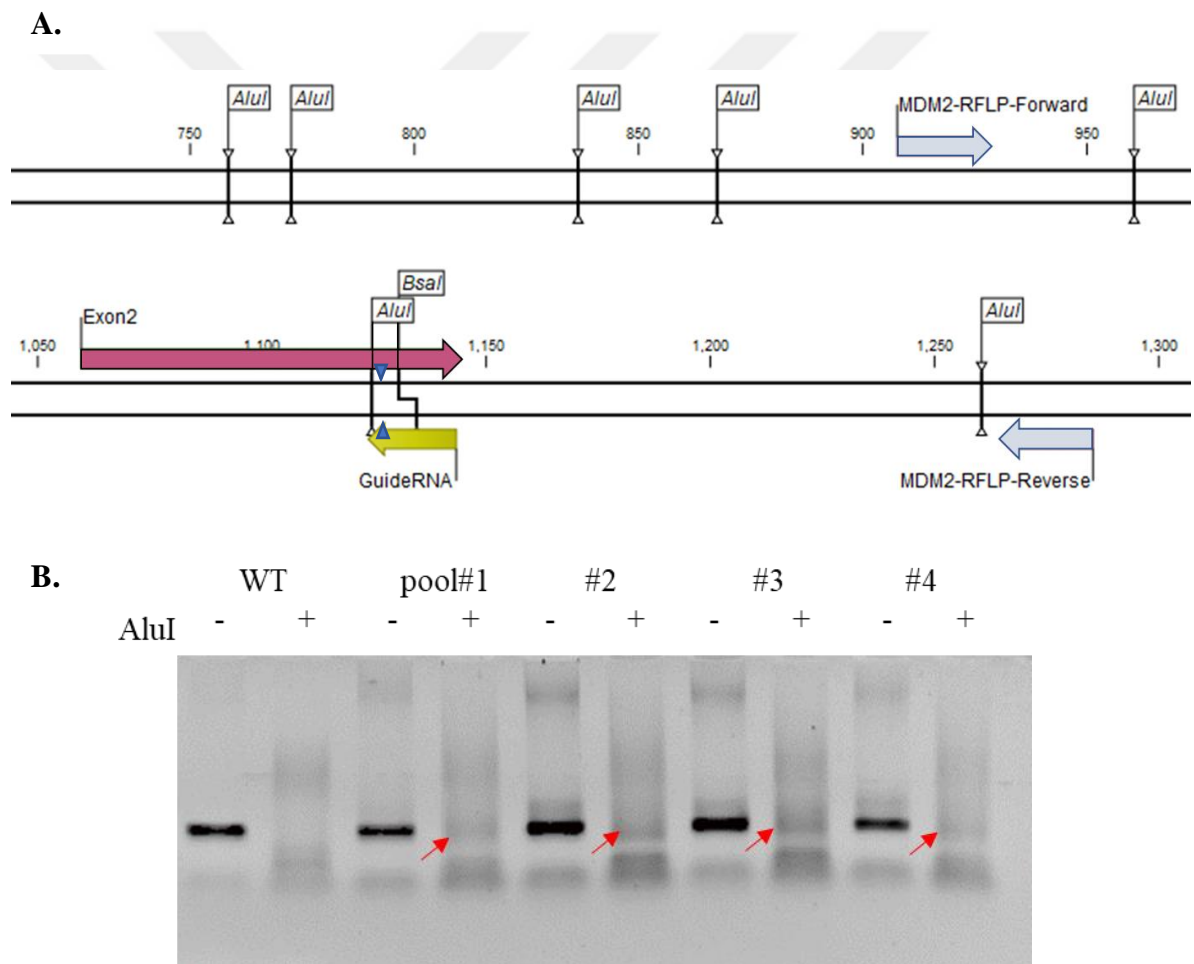 A.
AluI AluI AluI AluI MDM2-RFLP-Forward AluI
750 800 850 900 950
BsaI
Exon2 AluI AluI
1,050 1,100 1,150 1,200 1,250 1,300
GuideRNA MDM2-RFLP-Reverse
B. WT pool#1 #2 #3 #4
AluI - + - + - + - + - +